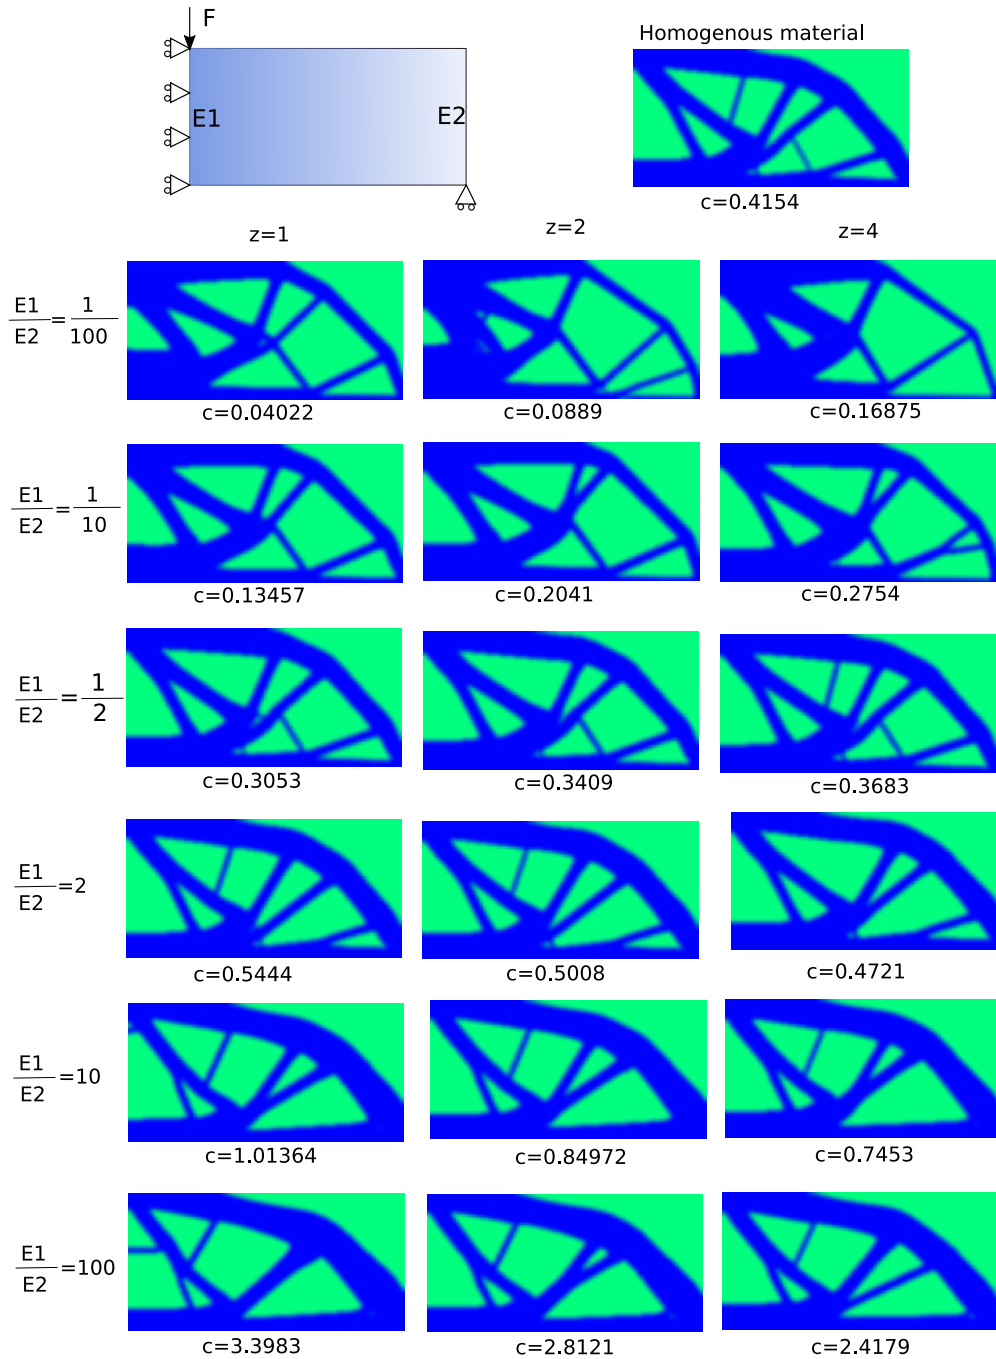 F
Homogenous material
E1
E2
c=0.4154
z=1
z=2
z=4
E1
E2
=
1
100
c=0.04022
c=0.0889
c=0.16875
E1
E2
=
1
10
c=0.13457
c=0.2041
c=0.2754
E1
E2
=
1
2
c=0.3053
c=0.3409
c=0.3683
E1
E2
=2
c=0.5444
c=0.5008
c=0.4721
E1
E2
=10
c=1.01364
c=0.84972
c=0.7453
E1
E2
=100
c=3.3983
c=2.8121
c=2.4179